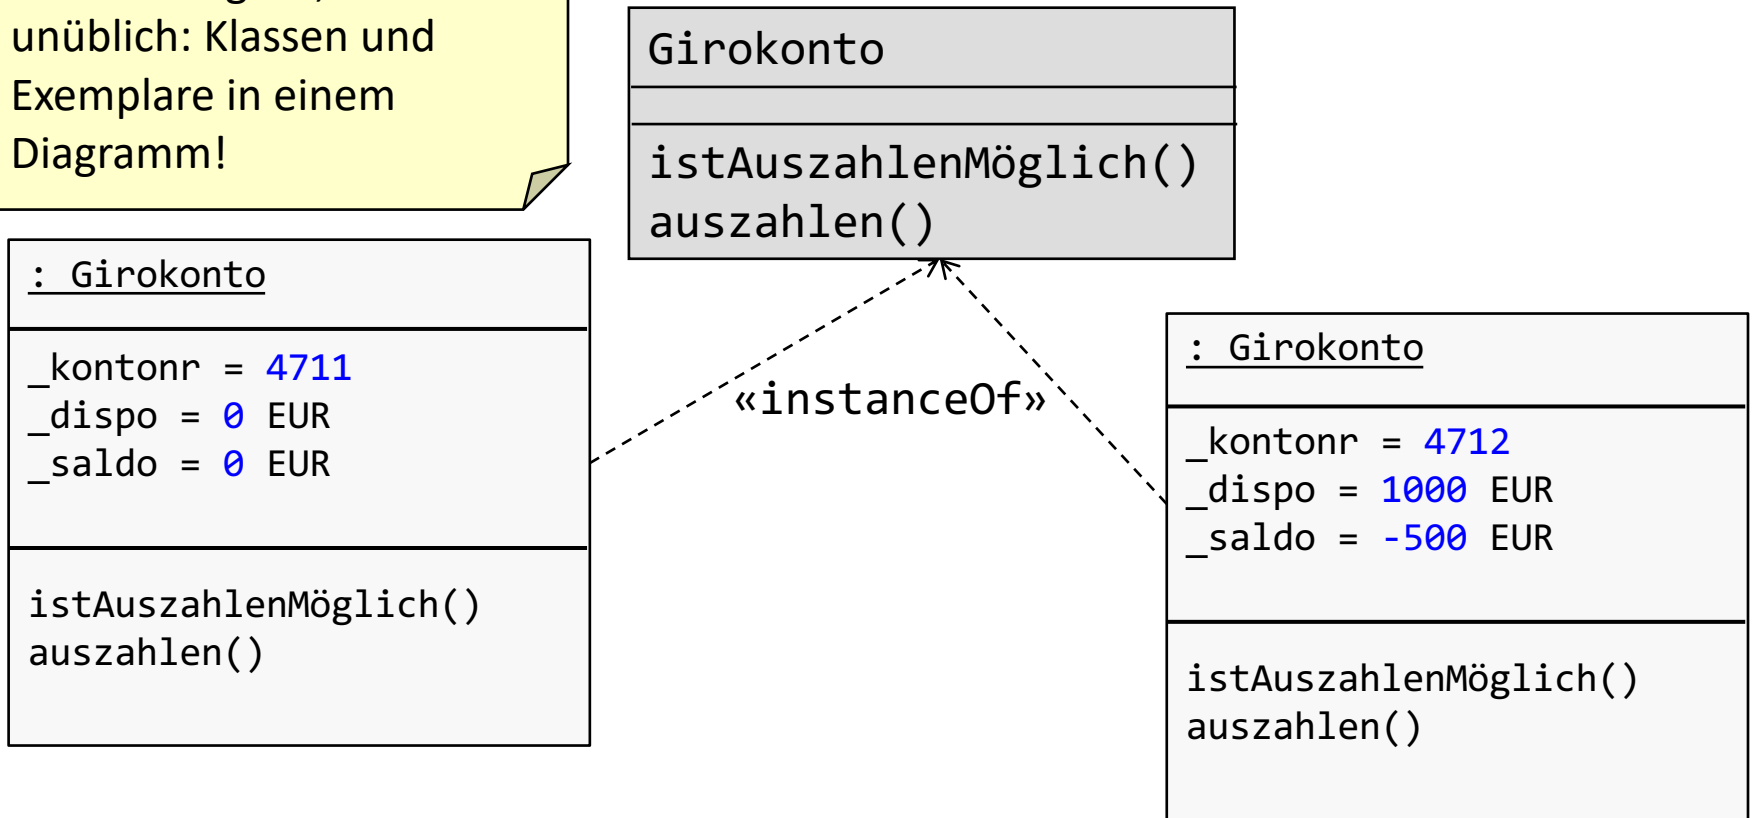 unüblich: Klassen und
Exemplare in einem
Diagramm!
Girokonto
istAuszahlenMöglich()
auszahlen()
: Girokonto
_kontonr = 4711
_dispo = 0 EUR
_saldo = 0 EUR
istAuszahlenMöglich()
auszahlen()
«instanceOf»
: Girokonto
_kontonr = 4712
_dispo = 1000 EUR
_saldo = -500 EUR
istAuszahlenMöglich()
auszahlen()